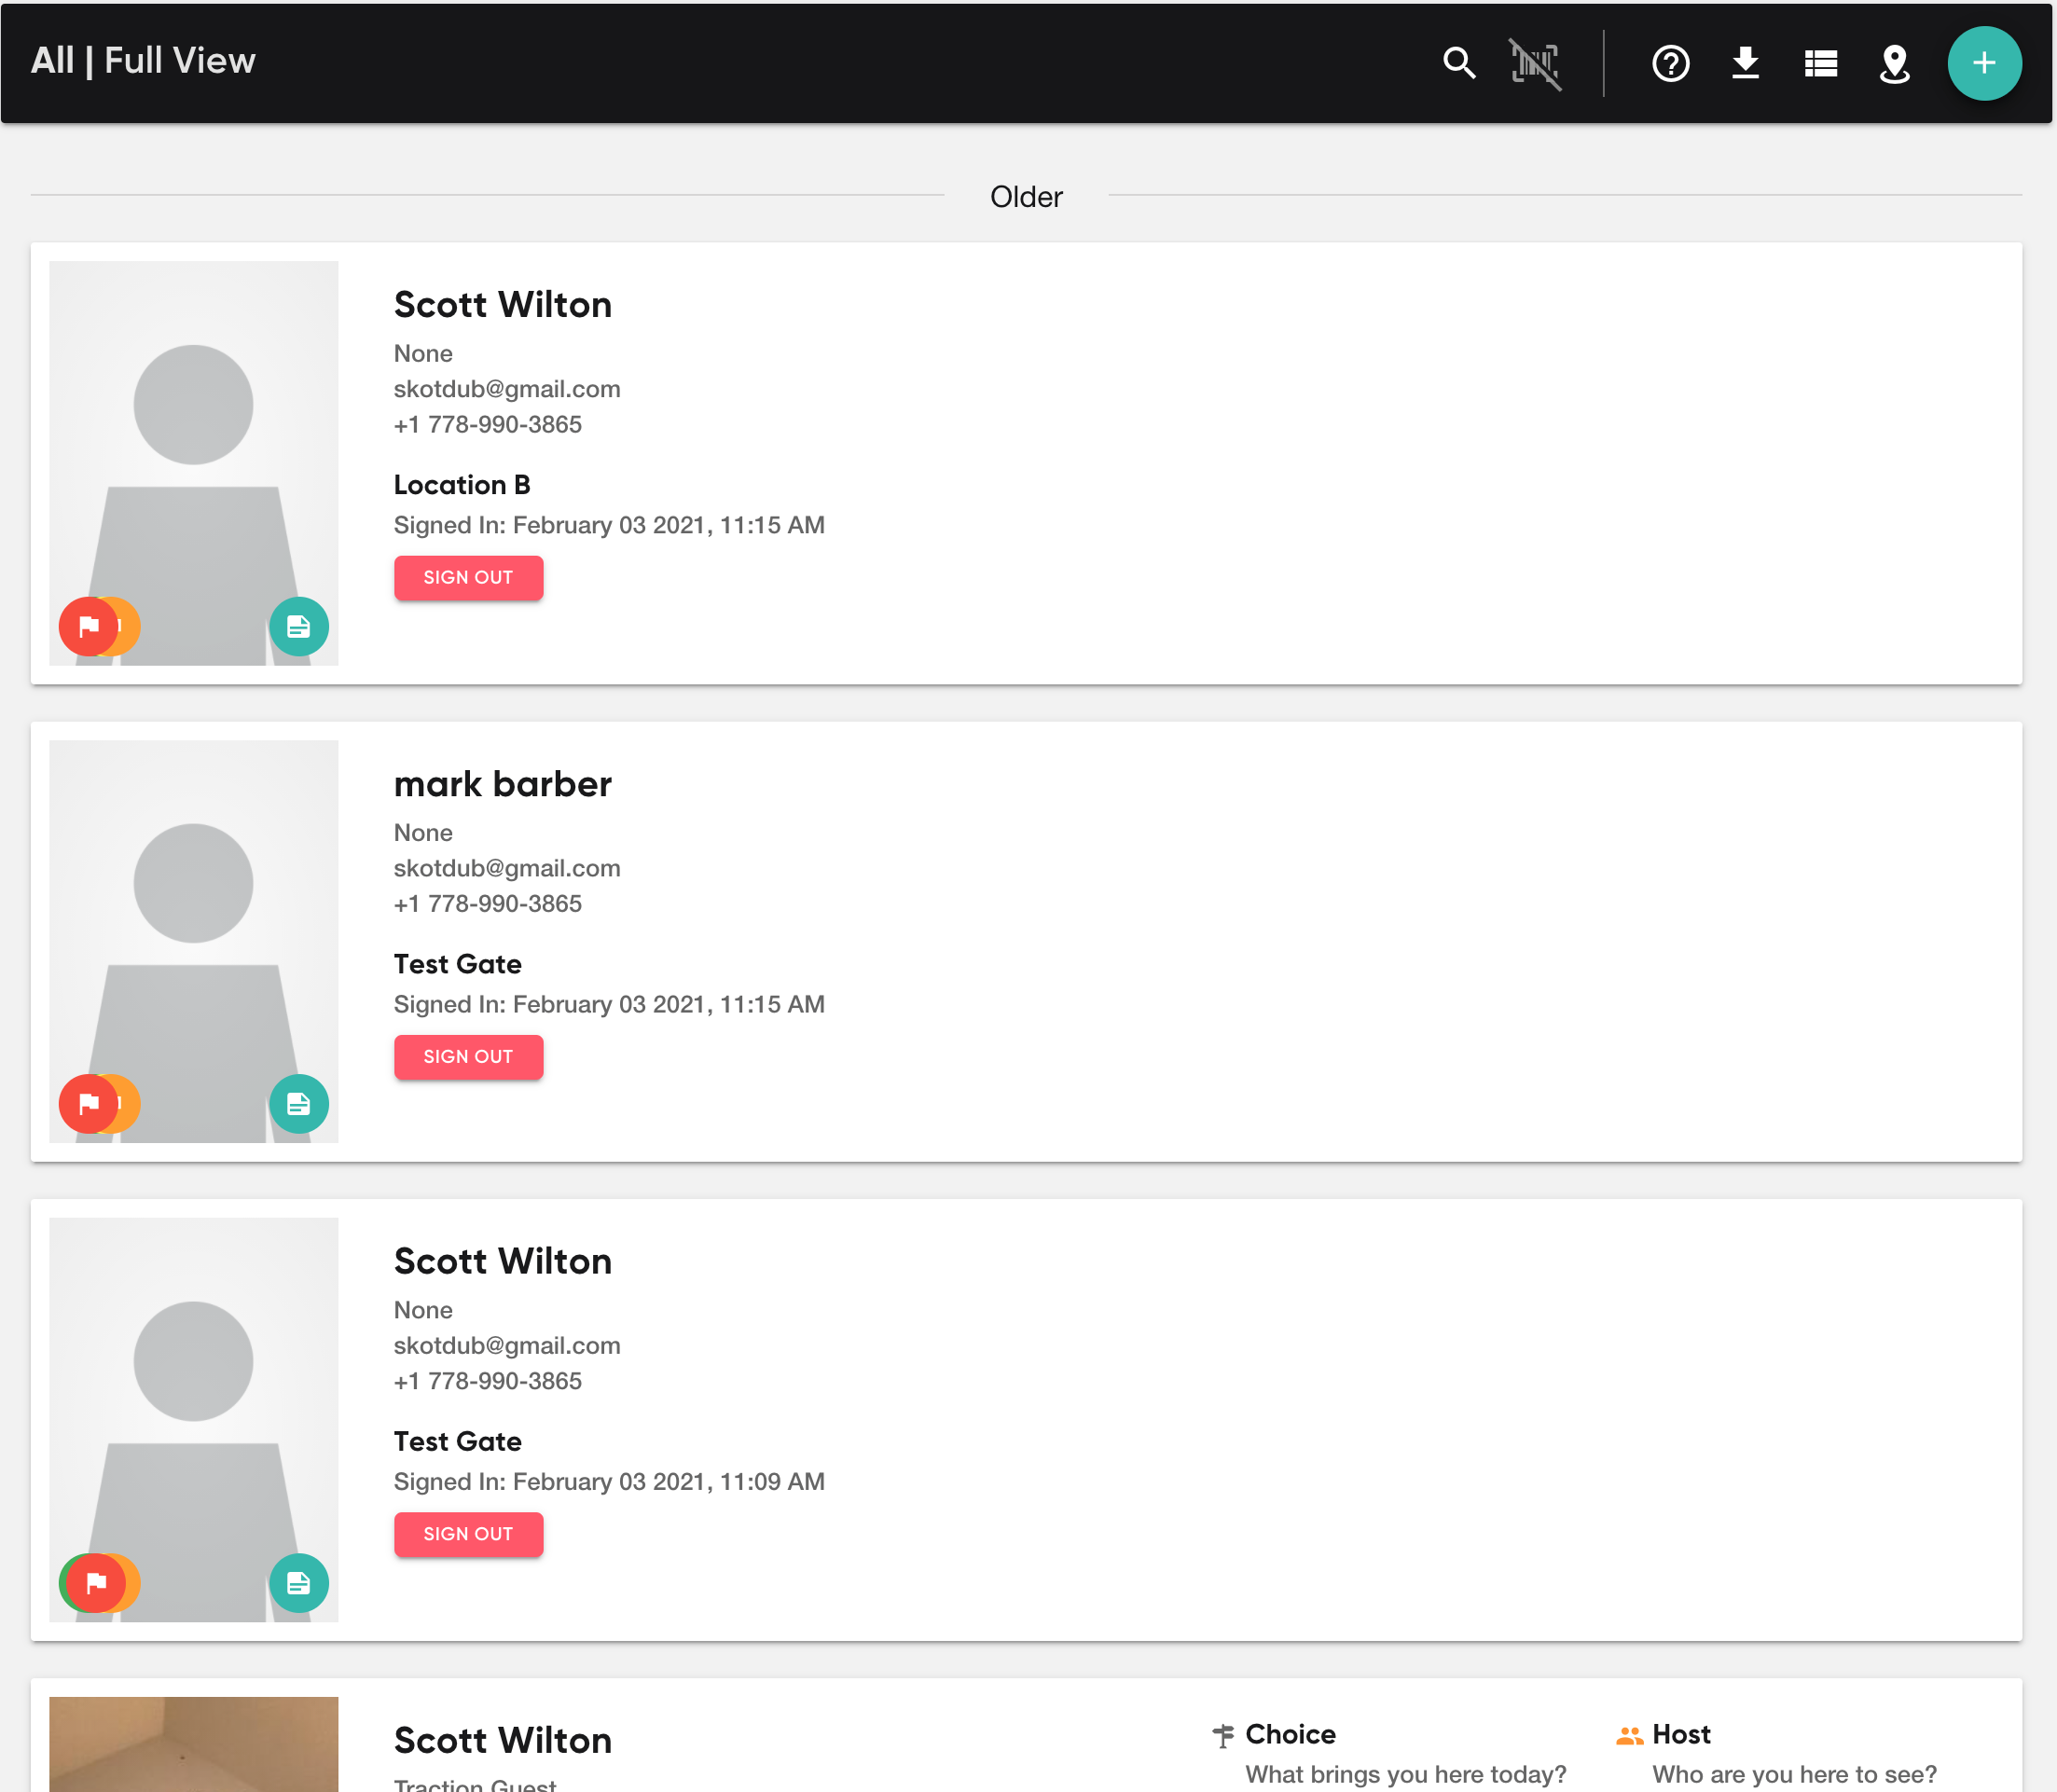 All | Full View
Older
Scott Wilton
None
skotdub@gmail.com
+1 778-990-3865
Location B
Signed In: February 03 2021, 11:15 AM
SIGN OUT
mark barber
None
skotdub@gmail.com
+1 778-990-3865
Test Gate
Signed In: February 03 2021, 11:15 AM
SIGN OUT
Scott Wilton
None
skotdub@gmail.com
+1 778-990-3865
Test Gate
Signed In: February 03 2021, 11:09 AM
SIGN OUT
Scott Wilton
Traction Guest
Choice
What brings you here today?
Host
Who are you here to see?